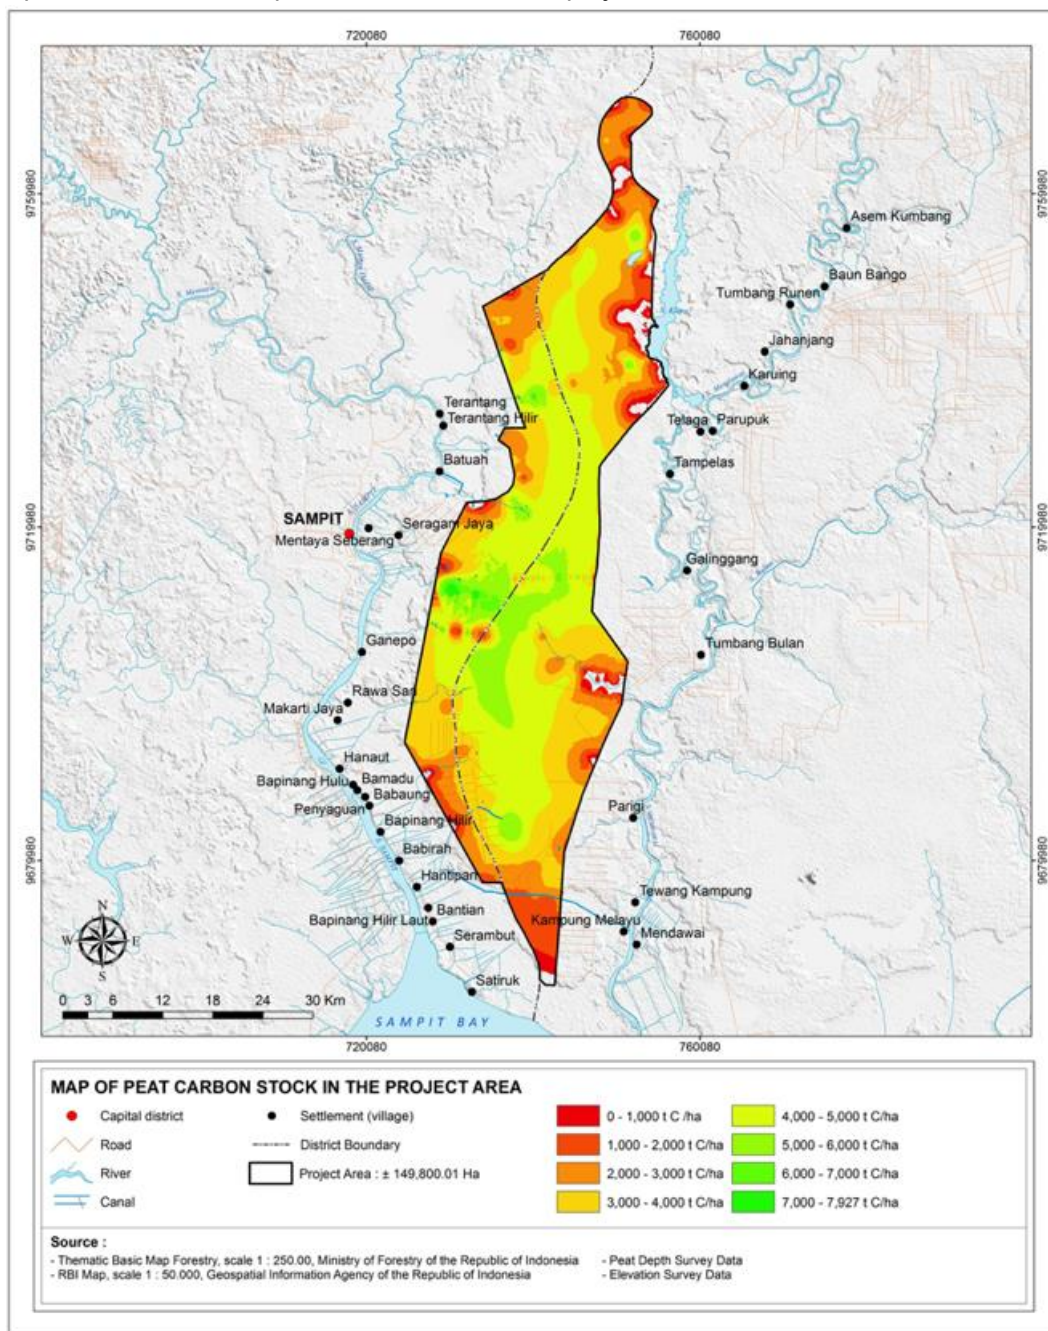 720080
760080
9759980
9759980
Asem Kumbang
Baun Bango
Tumbang Runen
Jahanjang
Karuing
Terantang
Terantang Hilir
Telaga
Parupuk
Batuah
Tampelas
SAMPIT
Seragam Jaya
Mentaya Seberang
9719980
9719980
Galinggang
Ganepo
Tumbang Bulan
Rawa Sari
Makarti Jaya
Hanaut
Bapinang Hulu
Bamadu
Babaung
Penyaguan
Parigi
Bapinang Hilir
Babirah
9679980
9679980
Hantipan
Tewang Kampung
Bantian
Kampung Melayu
Bapinang Hilir Laut
Mendawai
Serambut
N
W E
S
Satiruk
0 3 6 12 18 24 30 Km
SAMPIT BAY
720080
760080
MAP OF PEAT CARBON STOCK IN THE PROJECT AREA
Capital district
Settlement (village)
0 - 1,000 t C /ha
4,000 - 5,000 t C/ha
Road
District Boundary
1,000 - 2,000 t C/ha
5,000 - 6,000 t C/ha
River
Project Area : ± 149,800.01 Ha
2,000 - 3,000 t C/ha
6,000 - 7,000 t C/ha
Canal
3,000 - 4,000 t C/ha
7,000 - 7,927 t C/ha
Source :
- Thematic Basic Map Forestry, scale 1 : 250.00, Ministry of Forestry of the Republic of Indonesia
- Peat Depth Survey Data
- RBI Map, scale 1 : 50.000, Geospatial Information Agency of the Republic of Indonesia
- Elevation Survey Data